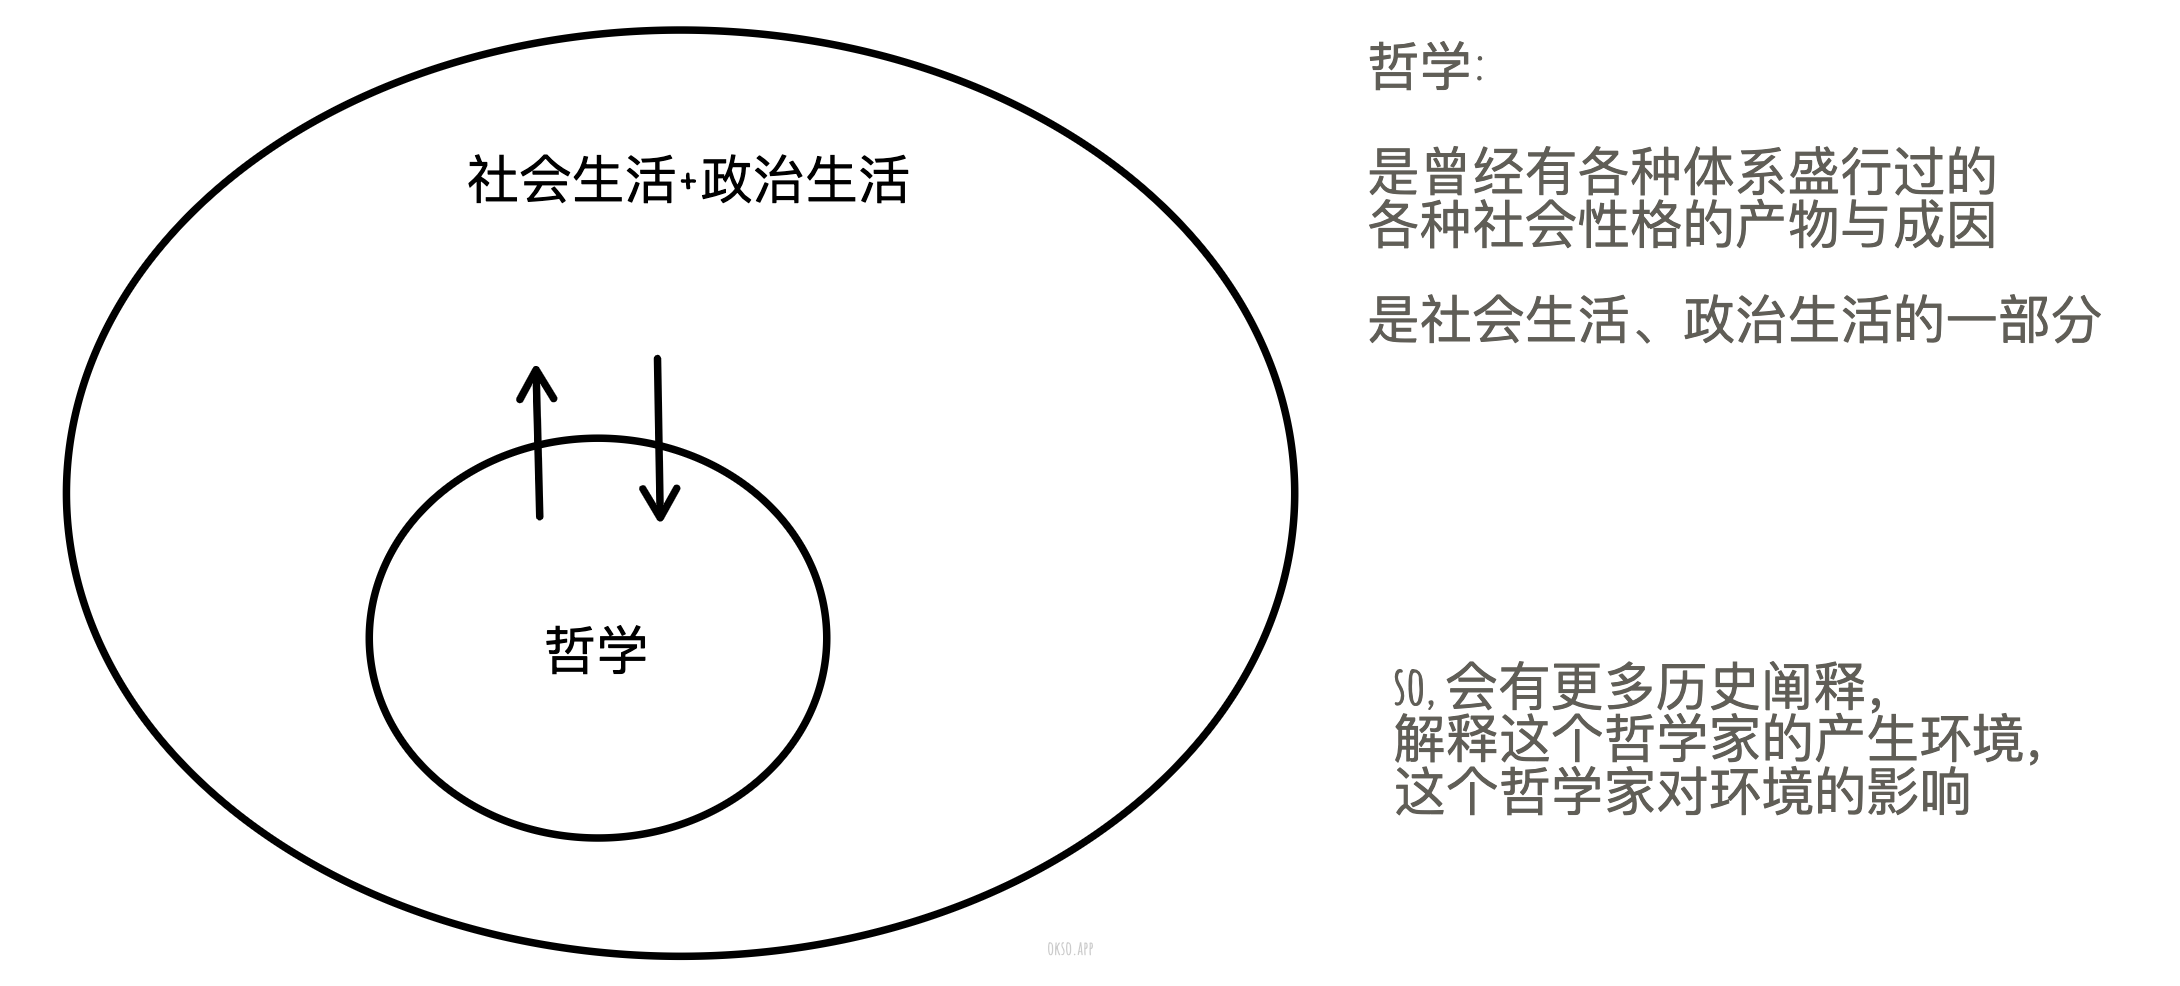 社会生活+政治生活
哲学
哲学:
是曾经有各种体系盛行过的
各种社会性格的产物与成因
是社会生活、政治生活的一部分
SO, 会有更多历史阐释,
解释这个哲学家的产生环境,
这个哲学家对环境的影响
OKSO.APP